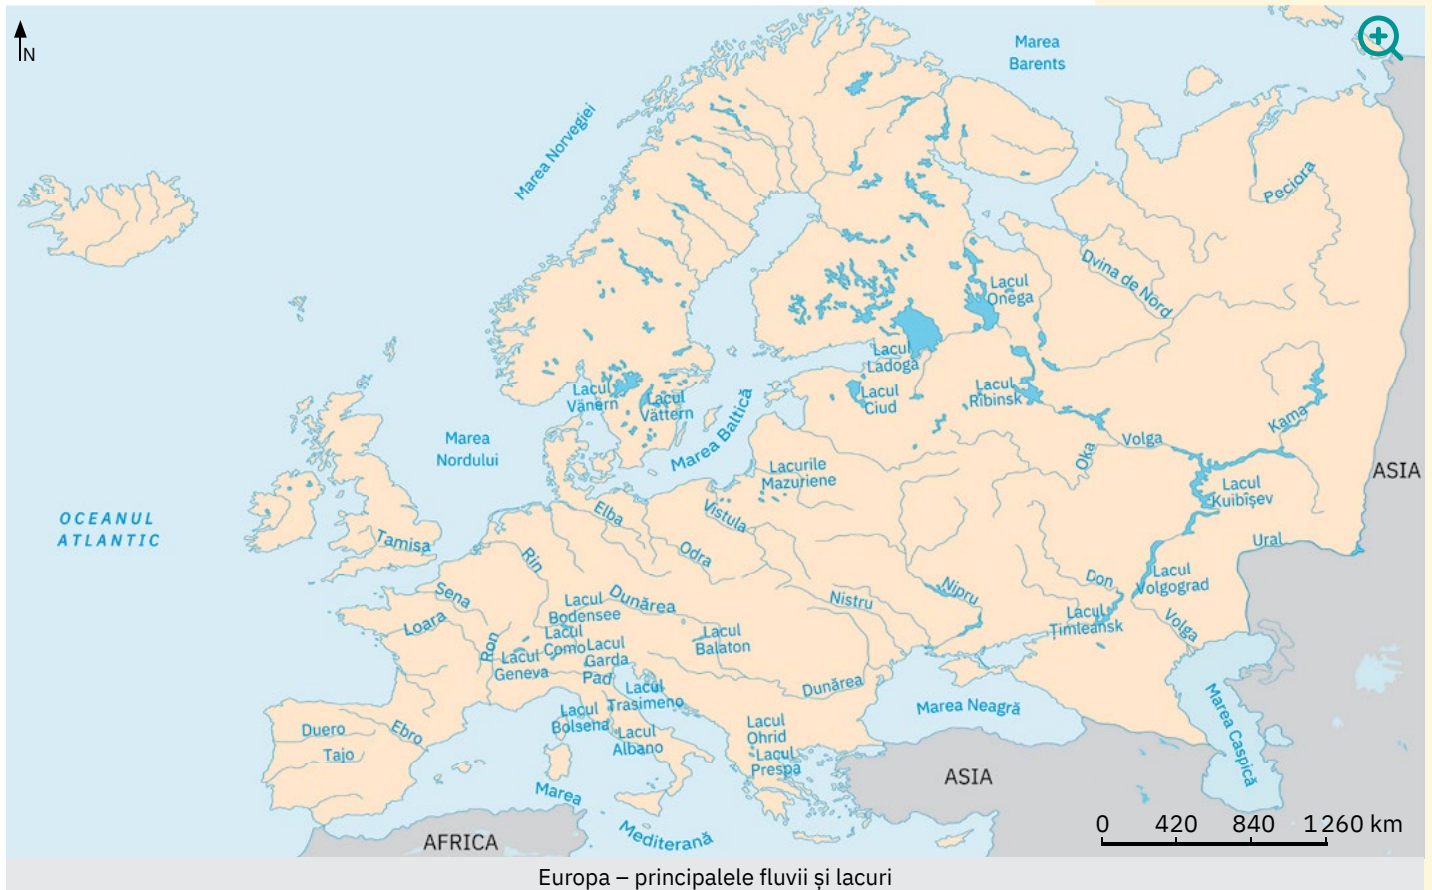 N
Marea
Barents
Marea Norvegiei
Peciora
Dvina de Nord
Lacul
Onega
Lacul
Ladoga
Lacul
Ciud
Lacul
Ribinsk
Lacul
Vänern
Lacul
Vättern
Marea Baltică
Marea
Nordului
Kama
Volga
Oka
ASIA
Lacurile
Mazuriene
Lacul
Kuibîșev
OCEANUL
ATLANTIC
Elba
Vistula
Tamisa
Odra
Ural
Rin
Don
Lacul
Volgograd
Sena
Loara
Lacul
Bodensee
Dunărea
Nistru
Nipru
Lacul
Țimleansk
Volga
Ron
Lacul
Como
Lacul
Garda
Lacul
Geneva
Pad
Lacul
Balaton
Dunărea
Lacul
Trasimeno
Lacul
Bolsena
Lacul
Albano
Marea Neagră
Marea Caspică
Duero
Ebro
Tajo
Lacul
Ohrid
Lacul
Prespa
ASIA
Marea
Mediterană
AFRICA
0 420 840 1 260 km
Europa – principalele fluvii și lacuri